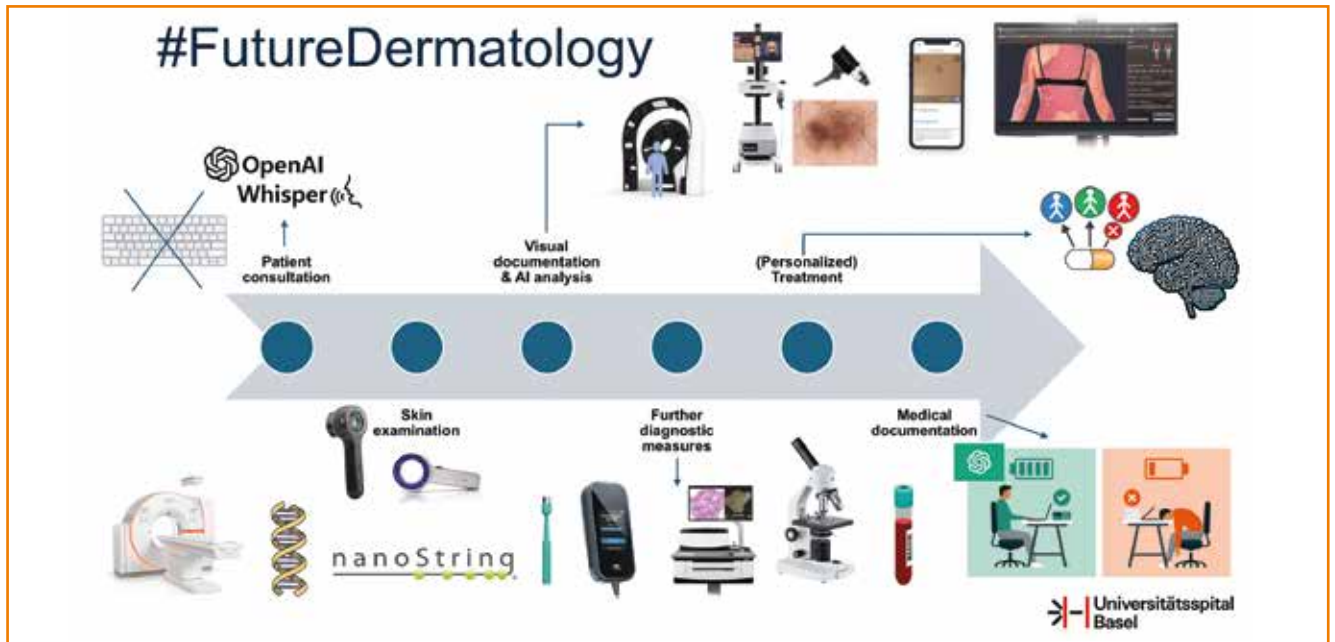 #FutureDermatology
OpenAI
Whisper
Patient
consultation
Visual
documentation
& AI analysis
(Personalized)
Treatment
Skin
examination
Further
diagnostic
measures
Medical
documentation
nanoString
Universitätsspital
Basel